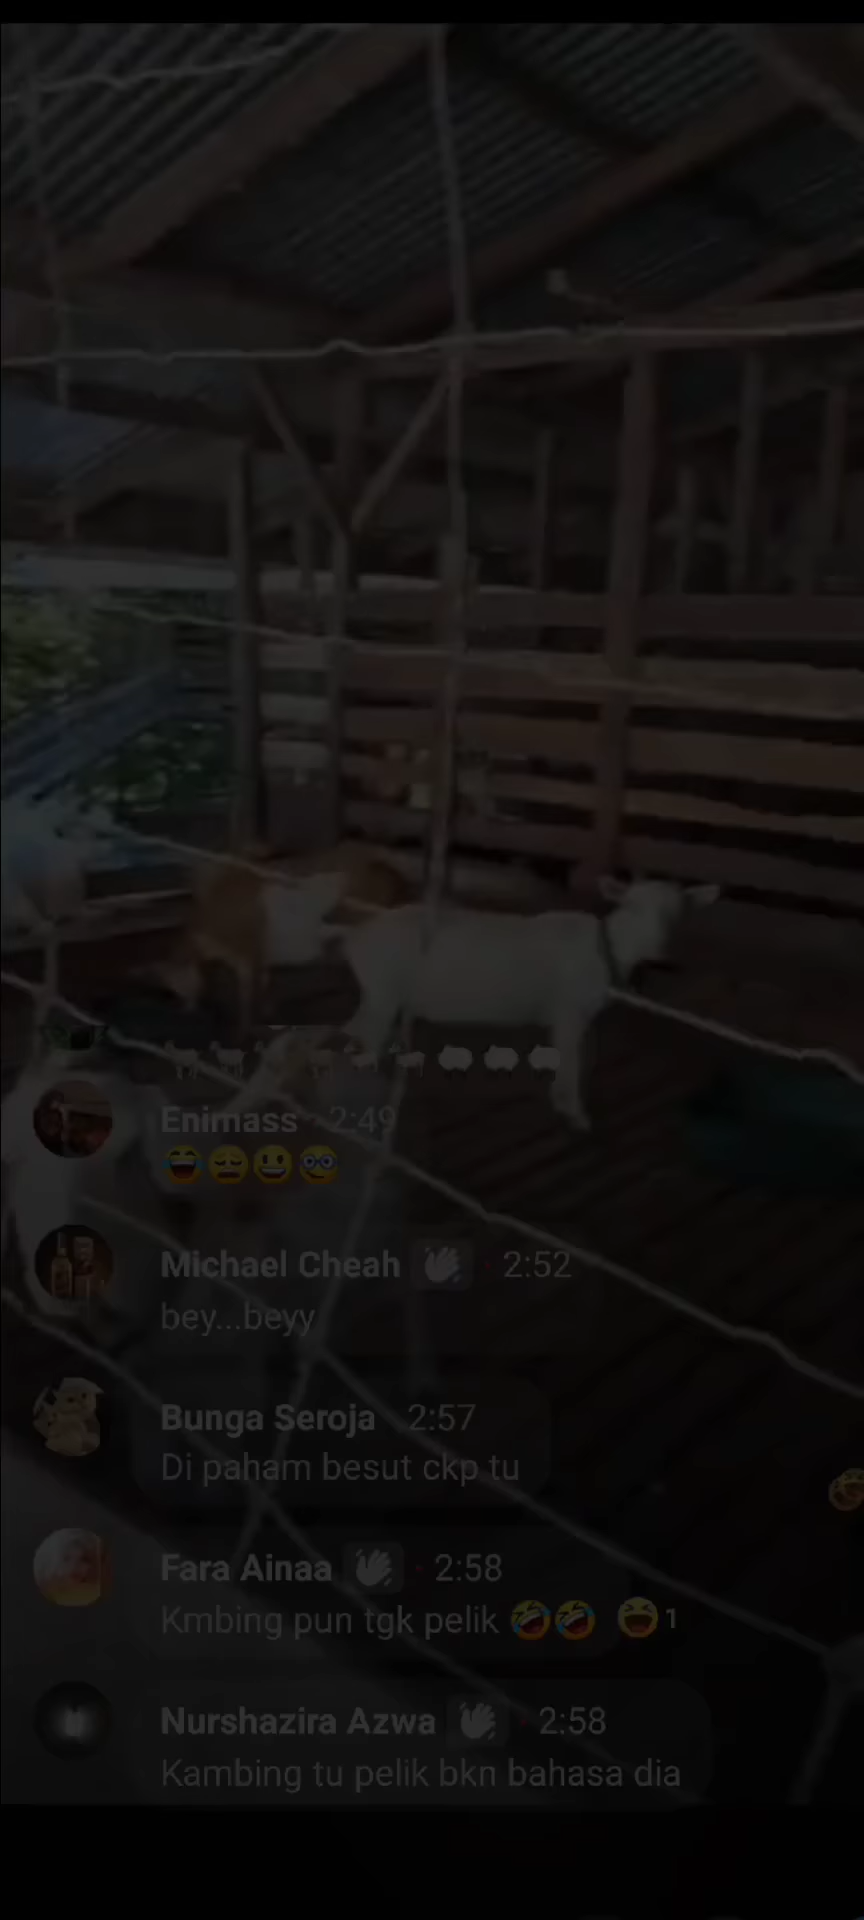 Enimass 2:49
😂😩😃🤓
Michael Cheah 2:52
bey...beyy
Bunga Seroja 2:57
Di paham besut ckp tu
Fara Ainaa 2:58
Kmbing pun tgk pelik 🤣🤣 😆 1
Nurshazira Azwa 2:58
Kambing tu pelik bkn bahasa dia